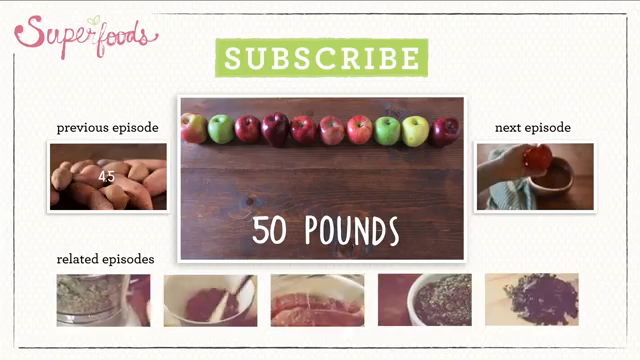 Superfoods
SUBSCRIBE
previous episode
next episode
4.5
50 POUNDS
related episodes